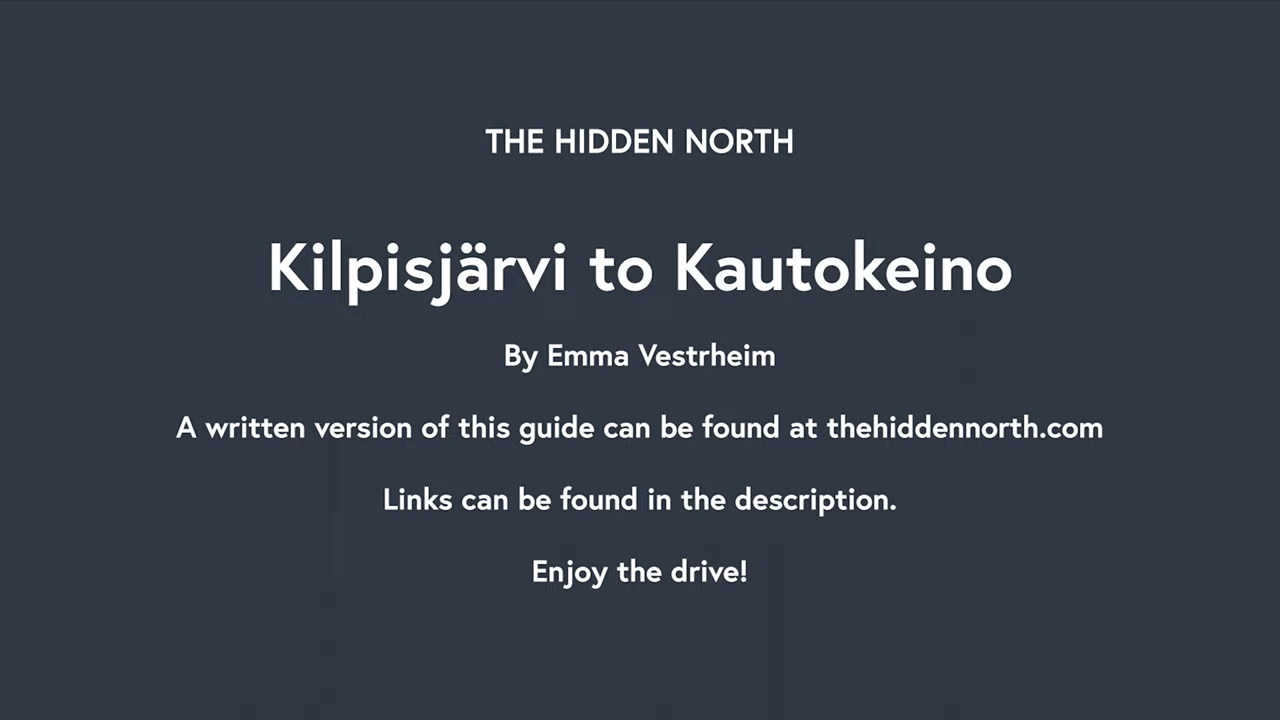 THE HIDDEN NORTH
Kilpisjärvi to Kautokeino
By Emma Vestrheim
A written version of this guide can be found at thehiddennorth.com
Links can be found in the description.
Enjoy the drive!